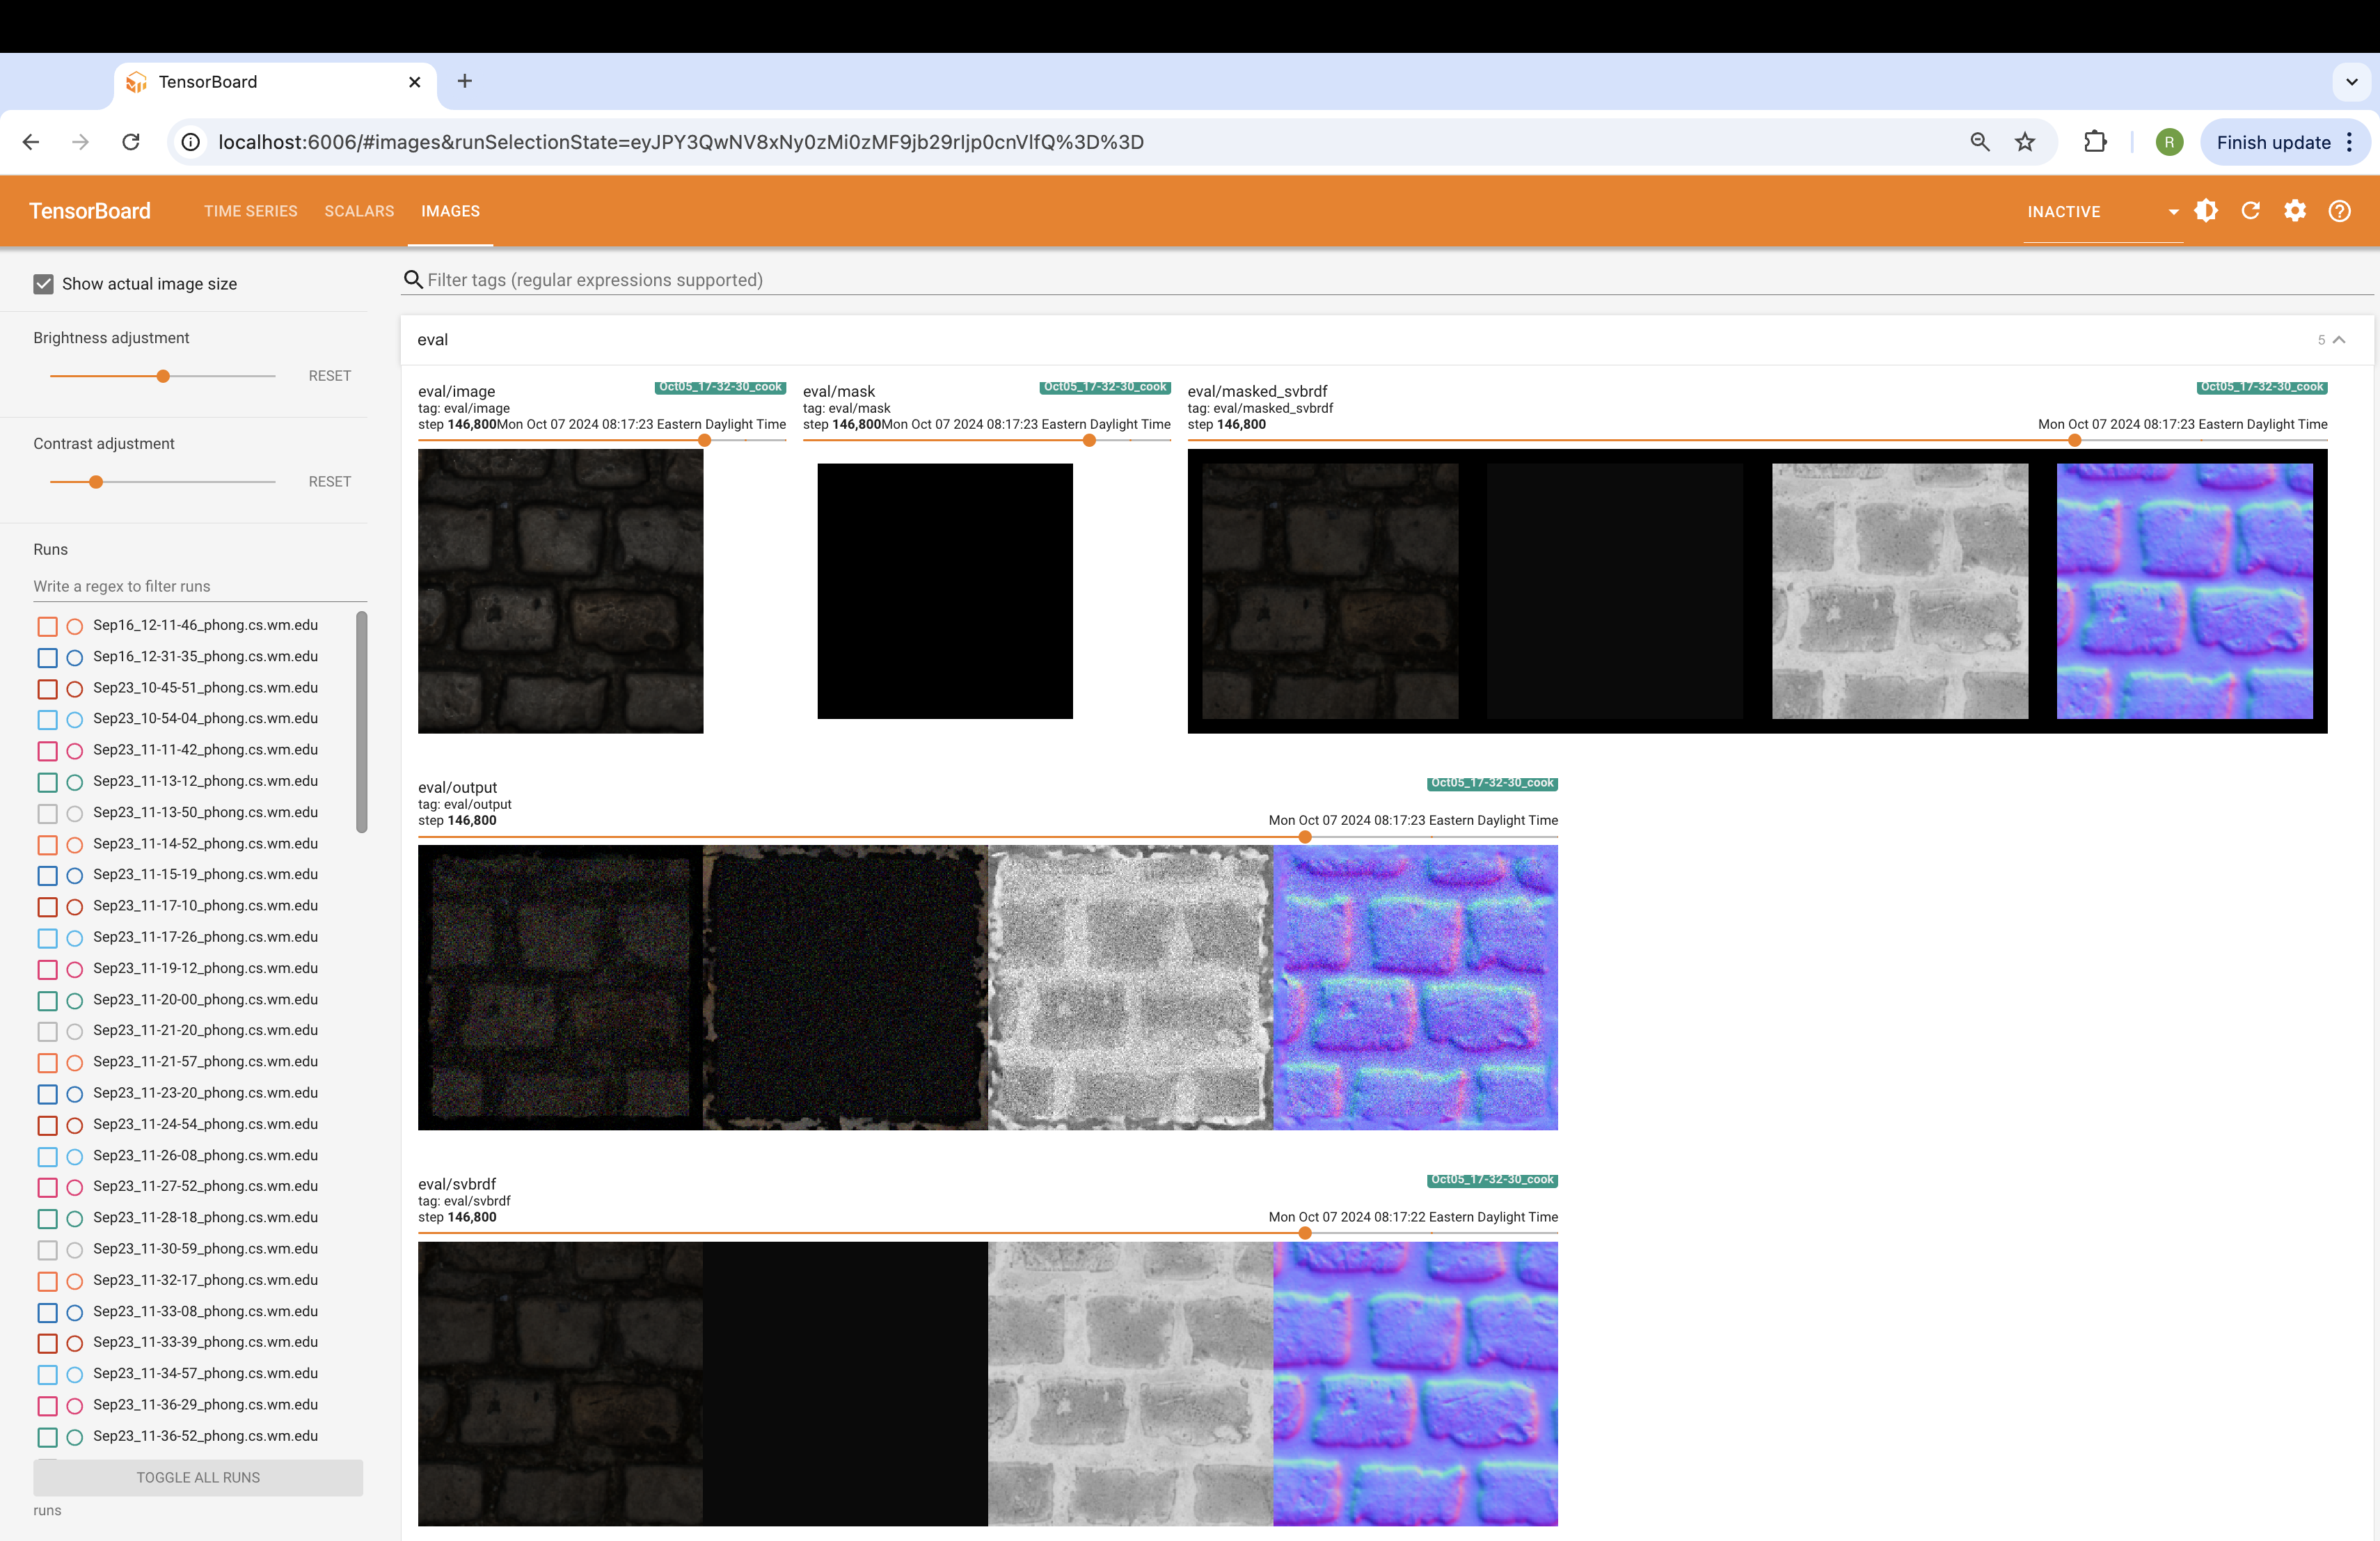 TensorBoard
localhost:6006/#images&runSelectionState=eyJPY3QwNV8xNy0zMi0zMF9jb29rIjp0cnVlfQ%3D%3D
R
Finish update
TensorBoard
TIME SERIES
SCALARS
IMAGES
INACTIVE
Show actual image size
Brightness adjustment
RESET
Contrast adjustment
RESET
Runs
Write a regex to filter runs
Sep16_12-11-46_phong.cs.wm.edu
Sep16_12-31-35_phong.cs.wm.edu
Sep23_10-45-51_phong.cs.wm.edu
Sep23_10-54-04_phong.cs.wm.edu
Sep23_11-11-42_phong.cs.wm.edu
Sep23_11-13-12_phong.cs.wm.edu
Sep23_11-13-50_phong.cs.wm.edu
Sep23_11-14-52_phong.cs.wm.edu
Sep23_11-15-19_phong.cs.wm.edu
Sep23_11-17-10_phong.cs.wm.edu
Sep23_11-17-26_phong.cs.wm.edu
Sep23_11-19-12_phong.cs.wm.edu
Sep23_11-20-00_phong.cs.wm.edu
Sep23_11-21-20_phong.cs.wm.edu
Sep23_11-21-57_phong.cs.wm.edu
Sep23_11-23-20_phong.cs.wm.edu
Sep23_11-24-54_phong.cs.wm.edu
Sep23_11-26-08_phong.cs.wm.edu
Sep23_11-27-52_phong.cs.wm.edu
Sep23_11-28-18_phong.cs.wm.edu
Sep23_11-30-59_phong.cs.wm.edu
Sep23_11-32-17_phong.cs.wm.edu
Sep23_11-33-08_phong.cs.wm.edu
Sep23_11-33-39_phong.cs.wm.edu
Sep23_11-34-57_phong.cs.wm.edu
Sep23_11-36-29_phong.cs.wm.edu
Sep23_11-36-52_phong.cs.wm.edu
TOGGLE ALL RUNS
runs
Filter tags (regular expressions supported)
eval
5
eval/image
Oct05_17-32-30_cook
tag: eval/image
step 146,800Mon Oct 07 2024 08:17:23 Eastern Daylight Time
eval/mask
Oct05_17-32-30_cook
tag: eval/mask
step 146,800Mon Oct 07 2024 08:17:23 Eastern Daylight Time
eval/masked_svbrdf
Oct05_17-32-30_cook
tag: eval/masked_svbrdf
step 146,800
Mon Oct 07 2024 08:17:23 Eastern Daylight Time
eval/output
Oct05_17-32-30_cook
tag: eval/output
step 146,800
Mon Oct 07 2024 08:17:23 Eastern Daylight Time
eval/svbrdf
Oct05_17-32-30_cook
tag: eval/svbrdf
step 146,800
Mon Oct 07 2024 08:17:22 Eastern Daylight Time